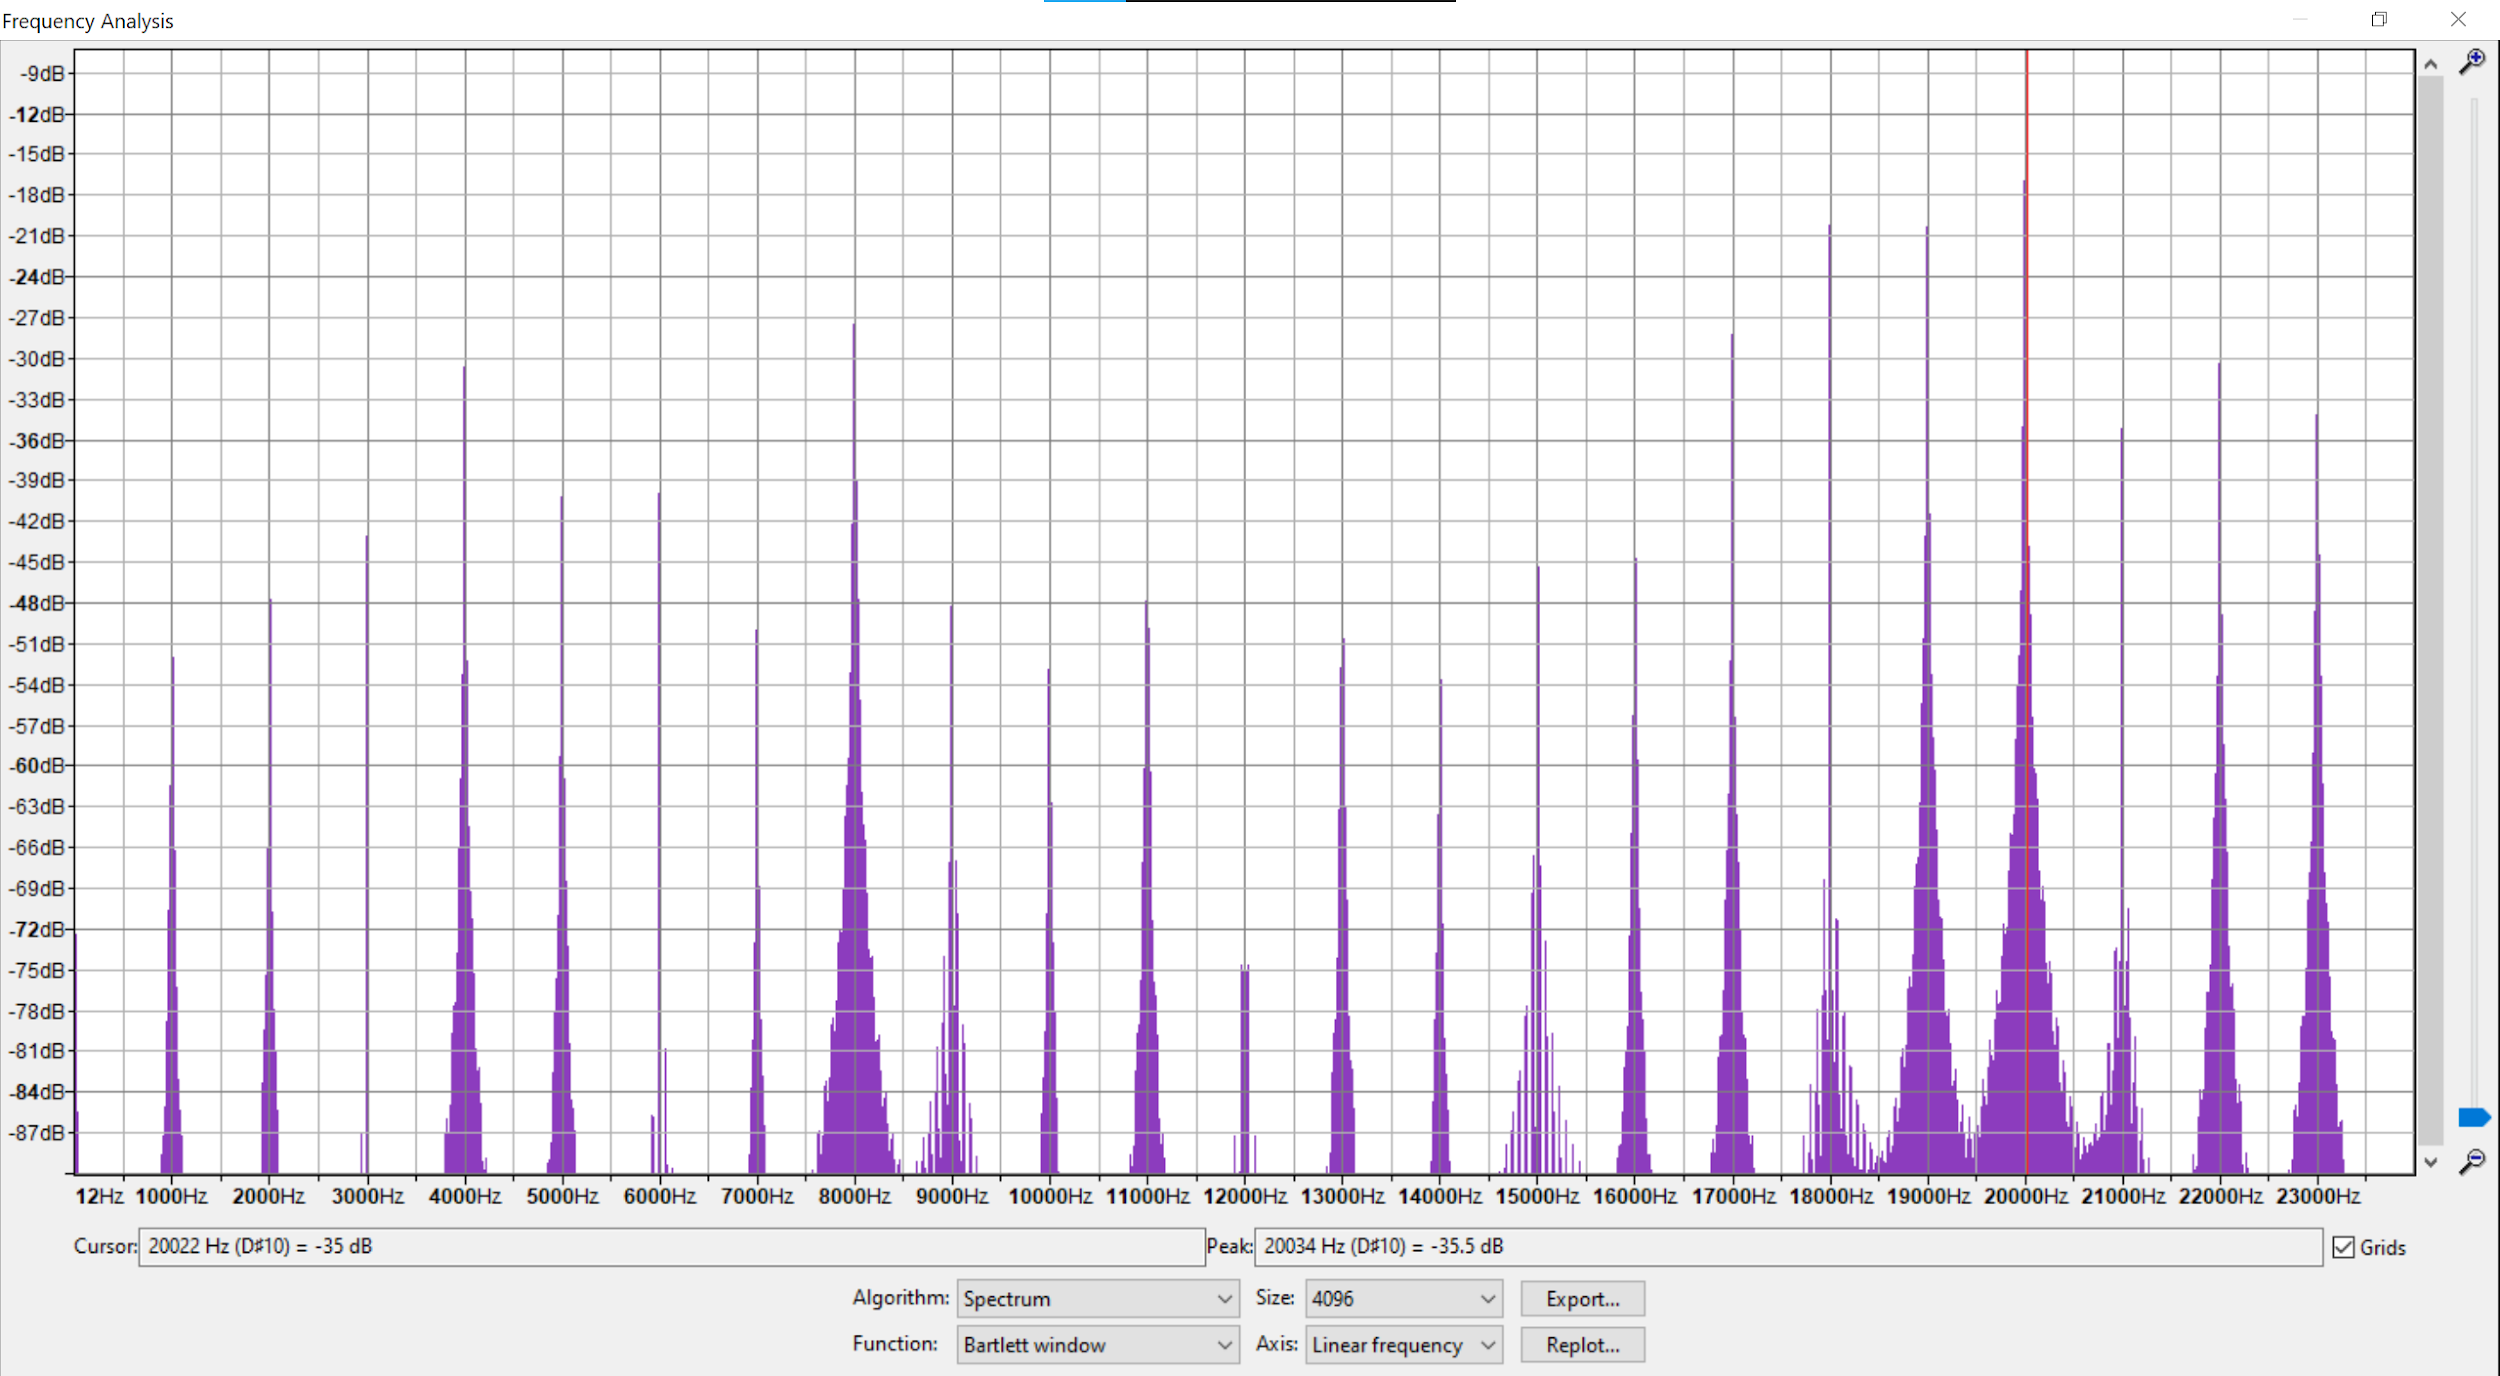 Frequency Analysis
-9dB
-12dB
-15dB
-18dB
-21dB
-24dB
-27dB
-30dB
-33dB
-36dB
-39dB
-42dB
-45dB
-48dB
-51dB
-54dB
-57dB
-60dB
-63dB
-66dB
-69dB
-72dB
-75dB
-78dB
-81dB
-84dB
-87dB
12Hz 1000Hz 2000Hz 3000Hz 4000Hz 5000Hz 6000Hz 7000Hz 8000Hz 9000Hz 10000Hz 11000Hz 12000Hz 13000Hz 14000Hz 15000Hz 16000Hz 17000Hz 18000Hz 19000Hz 20000Hz 21000Hz 22000Hz 23000Hz
Cursor: 20022 Hz (D♯10) = -35 dB Peak: 20034 Hz (D♯10) = -35.5 dB Grids
Algorithm: Spectrum Size: 4096 Export...
Function: Bartlett window Axis: Linear frequency Replot...